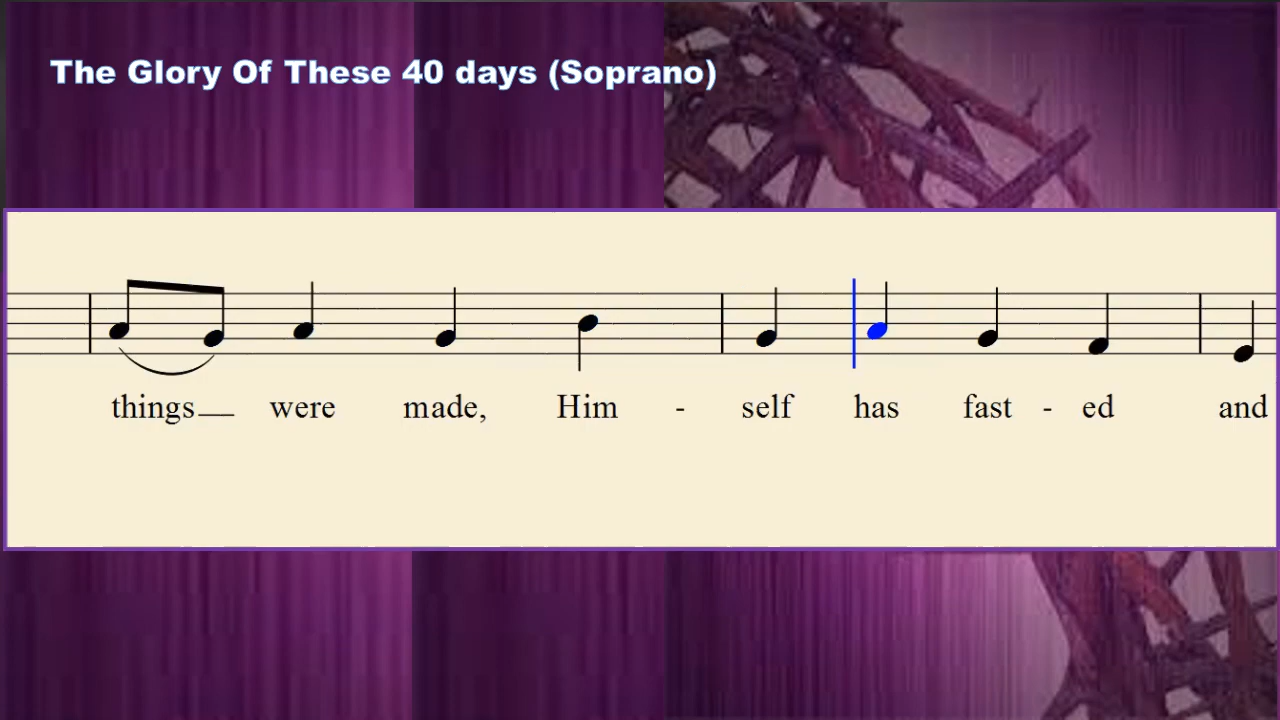 The Glory Of These 40 days (Soprano)
things__ were made, Him - self has fast - ed and